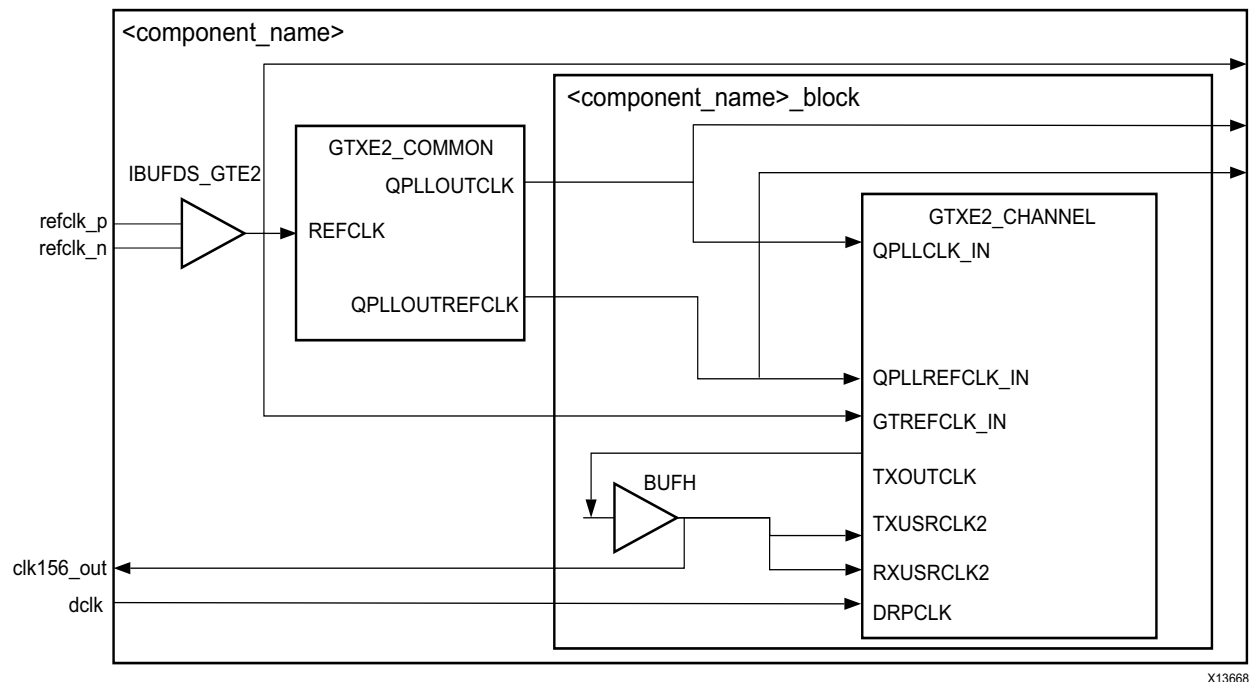 <component_name>
<component_name>_block
GTXE2_COMMON
IBUFDS_GTE2
QPLLOUTCLK
GTXE2_CHANNEL
refclk_p
REFCLK
refclk_n
QPLLCLK_IN
QPLLOUTREFCLK
QPLLREFCLK_IN
GTREFCLK_IN
TXOUTCLK
BUFH
TXUSRCLK2
clk156_out
RXUSRCLK2
dclk
DRPCLK
X13668